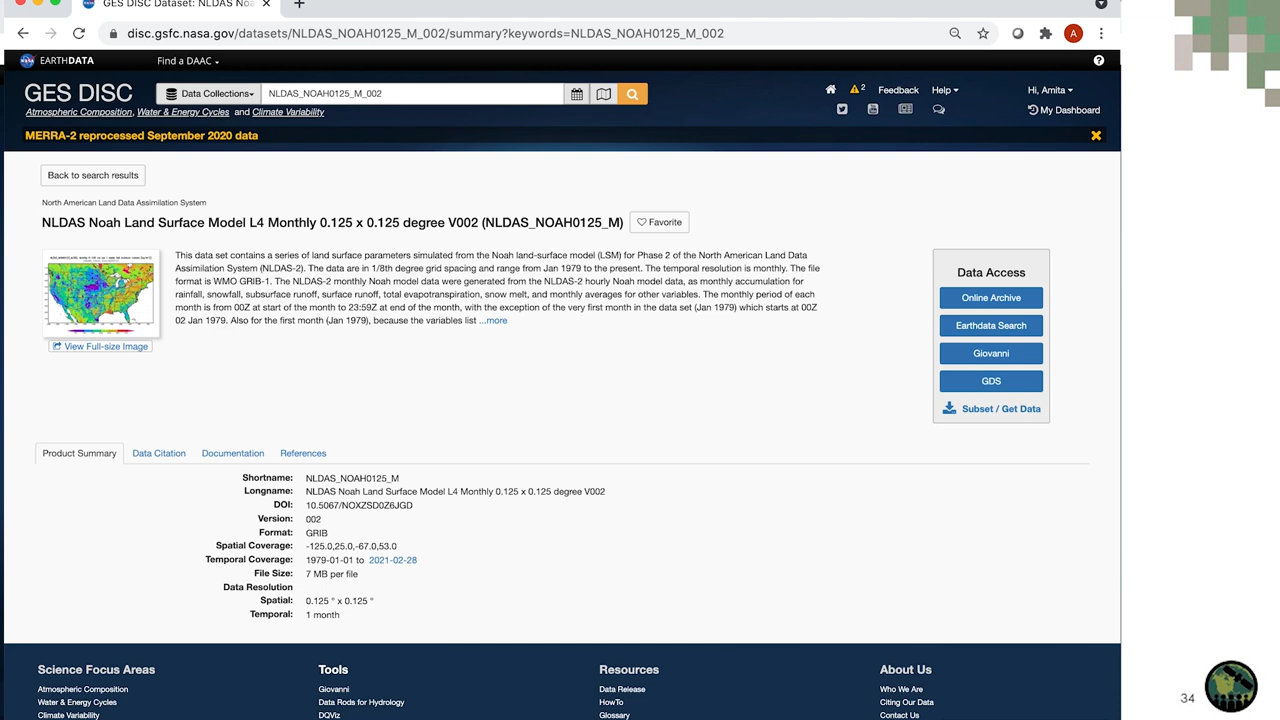 GES DISC Dataset: NLDAS No
disc.gsfc.nasa.gov/datasets/NLDAS_NOAH0125_M_002/summary?keywords=NLDAS_NOAH0125_M_002
A
EARTHDATA Find a DAAC
?
GES DISC
Data Collections
NLDAS_NOAH0125_M_002
2 Feedback Help
Hi, Amita
Atmospheric Composition, Water & Energy Cycles and Climate Variability
My Dashboard
MERRA-2 reprocessed September 2020 data
Back to search results
North American Land Data Assimilation System
NLDAS Noah Land Surface Model L4 Monthly 0.125 x 0.125 degree V002 (NLDAS_NOAH0125_M)
Favorite
This data set contains a series of land surface parameters simulated from the Noah land-surface model (LSM) for Phase 2 of the North American Land Data
Assimilation System (NLDAS-2). The data are in 1/8th degree grid spacing and range from Jan 1979 to the present. The temporal resolution is monthly. The file
format is WMO GRIB-1. The NLDAS-2 monthly Noah model data were generated from the NLDAS-2 hourly Noah model data, as monthly accumulation for
rainfall, snowfall, subsurface runoff, surface runoff, total evapotranspiration, snow melt, and monthly averages for other variables. The monthly period of each
month is from 00Z at start of the month to 23:59Z at end of the month, with the exception of the very first month in the data set (Jan 1979) which starts at 00Z
02 Jan 1979. Also for the first month (Jan 1979), because the variables list ...more
View Full-size Image
Data Access
Online Archive
Earthdata Search
Giovanni
GDS
Subset / Get Data
Product Summary Data Citation Documentation References
Shortname: NLDAS_NOAH0125_M
Longname: NLDAS Noah Land Surface Model L4 Monthly 0.125 x 0.125 degree V002
DOI: 10.5067/NOXZSD0Z6JGD
Version: 002
Format: GRIB
Spatial Coverage: -125.0,25.0,-67.0,53.0
Temporal Coverage: 1979-01-01 to 2021-02-28
File Size: 7 MB per file
Data Resolution
Spatial: 0.125 ° x 0.125 °
Temporal: 1 month
Science Focus Areas
Atmospheric Composition
Water & Energy Cycles
Climate Variability
Tools
Giovanni
Data Rods for Hydrology
DQViz
Resources
Data Release
HowTo
Glossary
About Us
Who We Are
Citing Our Data
Contact Us
34